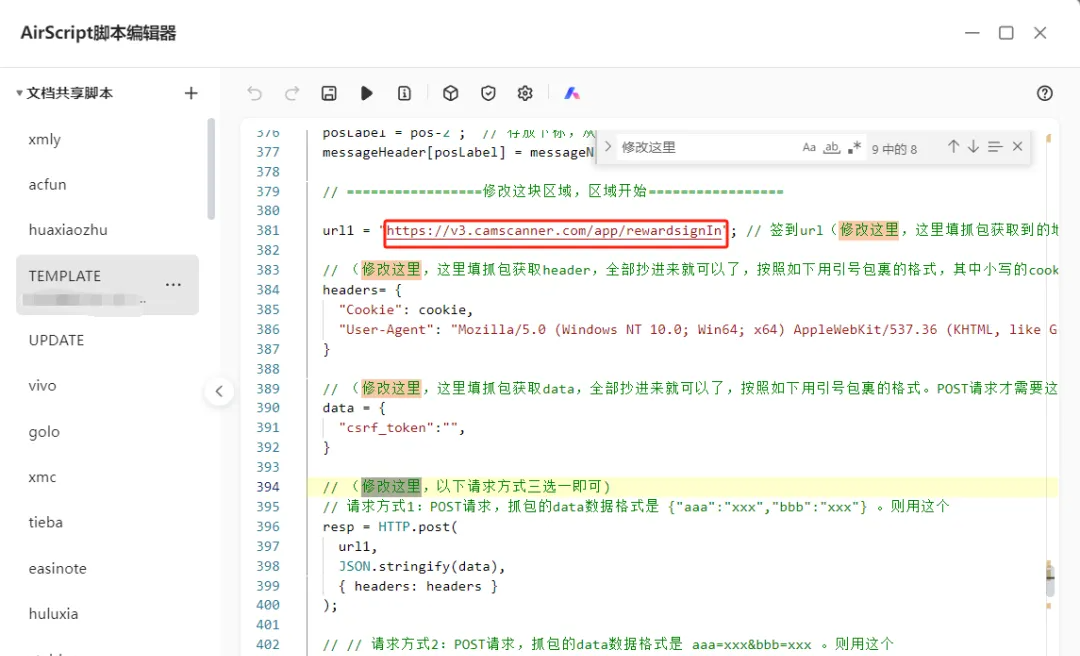 AirScript脚本编辑器
文档共享脚本
xmly
acfun
huaxiaozhu
TEMPLATE
UPDATE
vivo
golo
xmc
tieba
easinote
huluxia
修改这里
Aa ab .*
9 中的 8
376 posLabel = pos-2 ; // 存放下标，从
377 messageHeader[posLabel] = messageN
378
379 // =================修改这块区域，区域开始=================
380
381 url1 = "https://v3.camscanner.com/app/rewardsignIn"; // 签到url（修改这里，这里填抓包获取到的地
382
383 // （修改这里，这里填抓包获取header，全部抄进来就可以了，按照如下用引号包裹的格式，其中小写的cook
384 headers= {
385 "Cookie": cookie,
386 "User-Agent": "Mozilla/5.0 (Windows NT 10.0; Win64; x64) AppleWebKit/537.36 (KHTML, like G
387 }
388
389 // （修改这里，这里填抓包获取data，全部抄进来就可以了，按照如下用引号包裹的格式。POST请求才需要这
390 data = {
391 "csrf_token":"",
392 }
393
394 // （修改这里，以下请求方式三选一即可)
395 // 请求方式1：POST请求，抓包的data数据格式是 {"aaa":"xxx","bbb":"xxx"} 。则用这个
396 resp = HTTP.post(
397 url1,
398 JSON.stringify(data),
399 { headers: headers }
400 );
401
402 // // 请求方式2：POST请求，抓包的data数据格式是 aaa=xxx&bbb=xxx 。则用这个